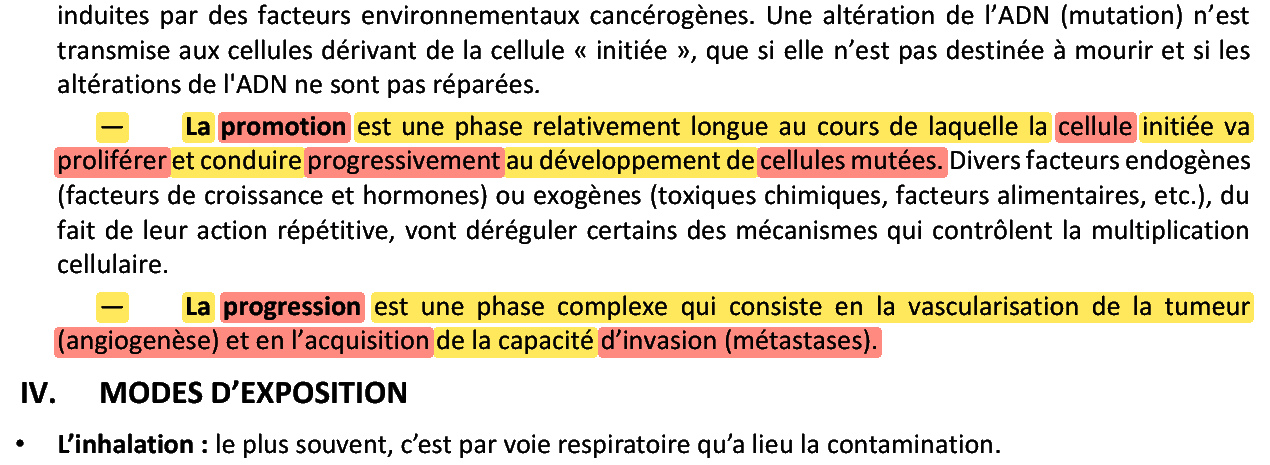 induites par des facteurs environnementaux cancérogènes. Une altération de l’ADN (mutation) n’est
transmise aux cellules dérivant de la cellule « initiée », que si elle n’est pas destinée à mourir et si les
altérations de l'ADN ne sont pas réparées.
— La promotion est une phase relativement longue au cours de laquelle la cellule initiée va
proliférer et conduire progressivement au développement de cellules mutées. Divers facteurs endogènes
(facteurs de croissance et hormones) ou exogènes (toxiques chimiques, facteurs alimentaires, etc.), du
fait de leur action répétitive, vont déréguler certains des mécanismes qui contrôlent la multiplication
cellulaire.
— La progression est une phase complexe qui consiste en la vascularisation de la tumeur
(angiogenèse) et en l’acquisition de la capacité d’invasion (métastases).
IV. MODES D’EXPOSITION
• L’inhalation : le plus souvent, c’est par voie respiratoire qu’a lieu la contamination.